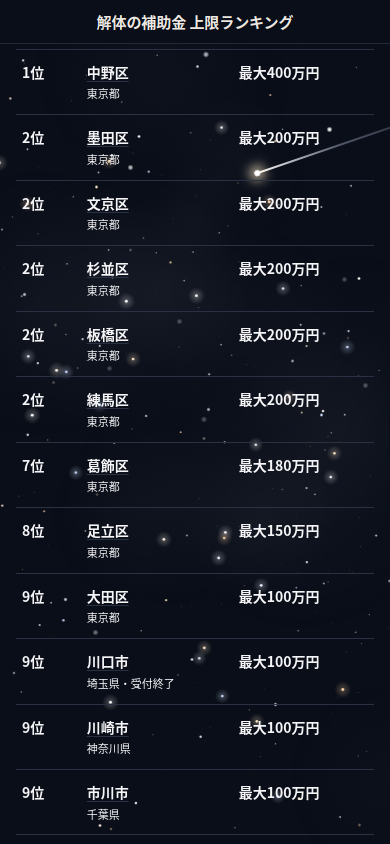 解体の補助金 上限ランキング
1位 中野区 最大400万円
東京都
2位 墨田区 最大200万円
東京都
2位 文京区 最大200万円
東京都
2位 杉並区 最大200万円
東京都
2位 板橋区 最大200万円
東京都
2位 練馬区 最大200万円
東京都
7位 葛飾区 最大180万円
東京都
8位 足立区 最大150万円
東京都
9位 大田区 最大100万円
東京都
9位 川口市 最大100万円
埼玉県・受付終了
9位 川崎市 最大100万円
神奈川県
9位 市川市 最大100万円
千葉県